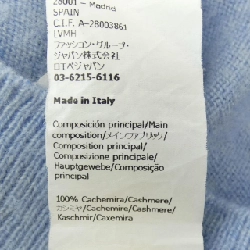 28001 - Madrid
SPAIN
C.I.F. A-28003861
LVMH
ファッション・グループ・
ジャパン株式会社
ロエベジャパン
03-6215-6116
Made in Italy
Composición principal/Main
composition/メインファブリック/
Composition principal/
Composizione principale/
Hauptgewebe/Composição
principal
100% Cachemira/Cashmere/
カシミヤ/Cachemire/Cashmere/
Kaschmir/Caxemira